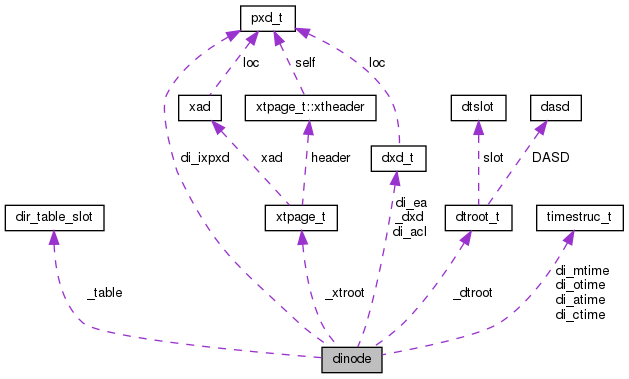 pxd_t
loc
self
loc
xad
xtpage_t::xtheader
dtslot
dasd
di_ixpxd
xad
header
dxd_t
slot
DASD
di_ea
_dxd
di_acl
dir_table_slot
xtpage_t
dtroot_t
timestruc_t
_table
_xtroot
_dtroot
di_mtime
di_otime
di_atime
di_ctime
dinode